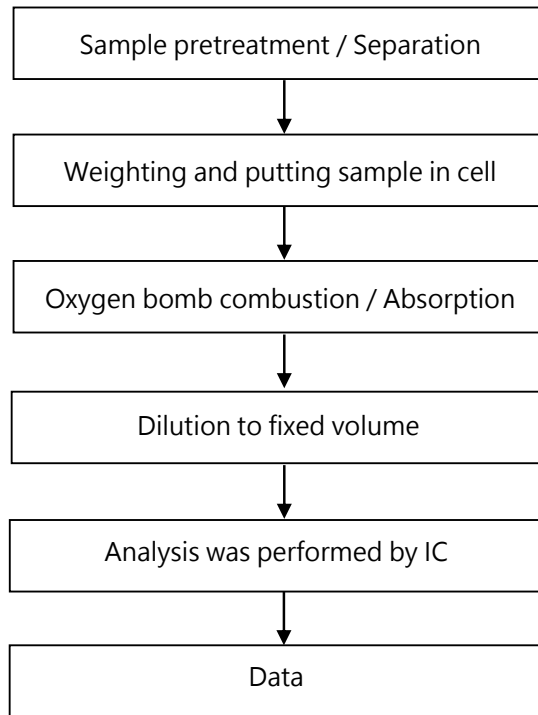 Sample pretreatment / Separation
Weighting and putting sample in cell
Oxygen bomb combustion / Absorption
Dilution to fixed volume
Analysis was performed by IC
Data